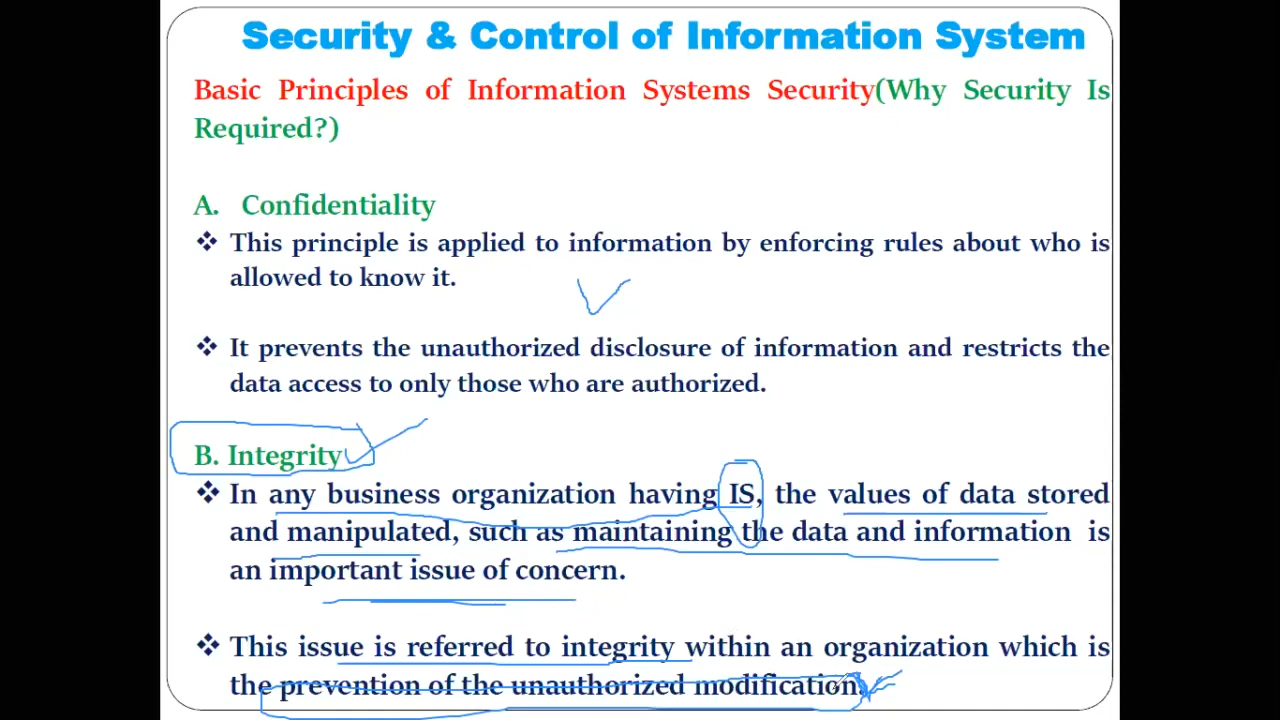 Security & Control of Information System
Basic Principles of Information Systems Security(Why Security Is
Required?)
A. Confidentiality
❖ This principle is applied to information by enforcing rules about who is
allowed to know it.
❖ It prevents the unauthorized disclosure of information and restricts the
data access to only those who are authorized.
B. Integrity
❖ In any business organization having IS, the values of data stored
and manipulated, such as maintaining the data and information is
an important issue of concern.
❖ This issue is referred to integrity within an organization which is
the prevention of the unauthorized modification.